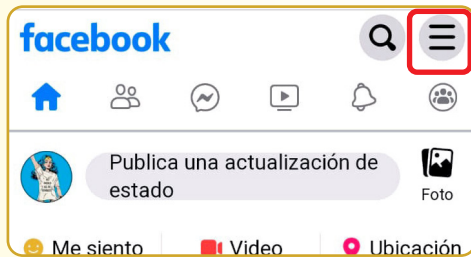 facebook
Publica una actualización de
estado
Foto
Me siento
Video
Ubicación